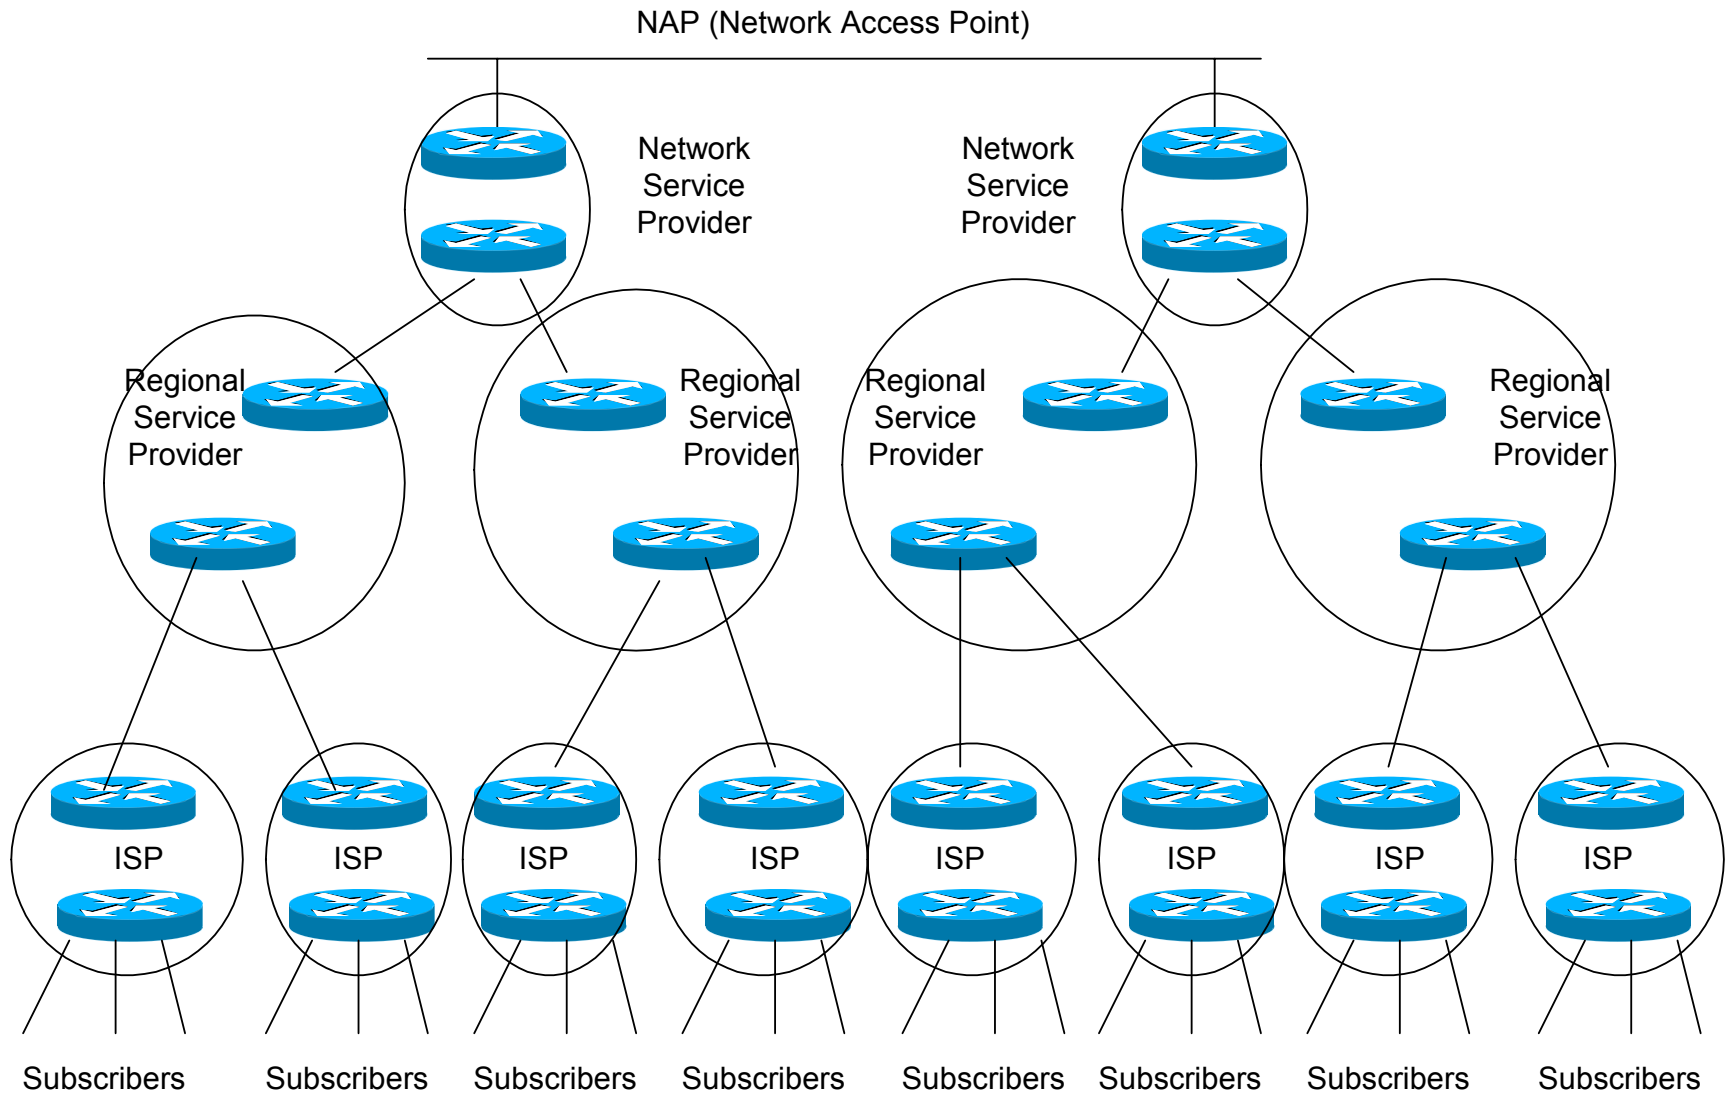 NAP (Network Access Point)
Network
Service
Provider
Network
Service
Provider
Regional
Service
Provider
Regional
Service
Provider
Regional
Service
Provider
Regional
Service
Provider
ISP
ISP
ISP
ISP
ISP
ISP
ISP
ISP
Subscribers
Subscribers
Subscribers
Subscribers
Subscribers
Subscribers
Subscribers
Subscribers